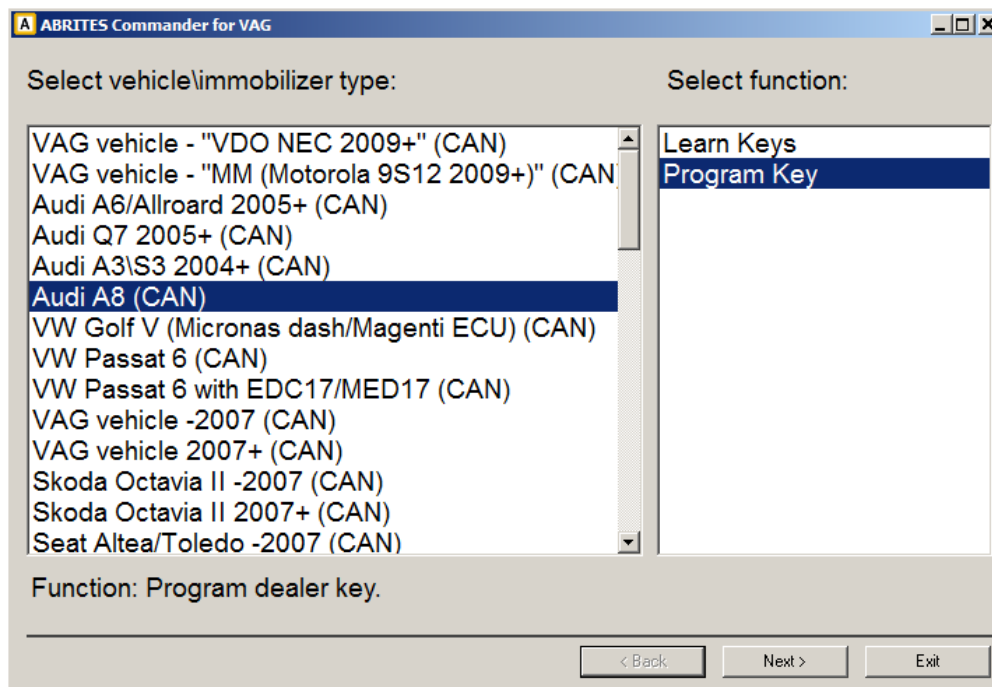 ABRITES Commander for VAG
Select vehicle\immobilizer type:
Select function:
VAG vehicle - "VDO NEC 2009+" (CAN)
VAG vehicle - "MM (Motorola 9S12 2009+)" (CAN
Audi A6/Allroard 2005+ (CAN)
Audi Q7 2005+ (CAN)
Audi A3\S3 2004+ (CAN)
Audi A8 (CAN)
VW Golf V (Micronas dash/Magenti ECU) (CAN)
VW Passat 6 (CAN)
VW Passat 6 with EDC17/MED17 (CAN)
VAG vehicle -2007 (CAN)
VAG vehicle 2007+ (CAN)
Skoda Octavia II -2007 (CAN)
Skoda Octavia II 2007+ (CAN)
Seat Altea/Toledo -2007 (CAN)
Learn Keys
Program Key
Function: Program dealer key.
< Back
Next >
Exit